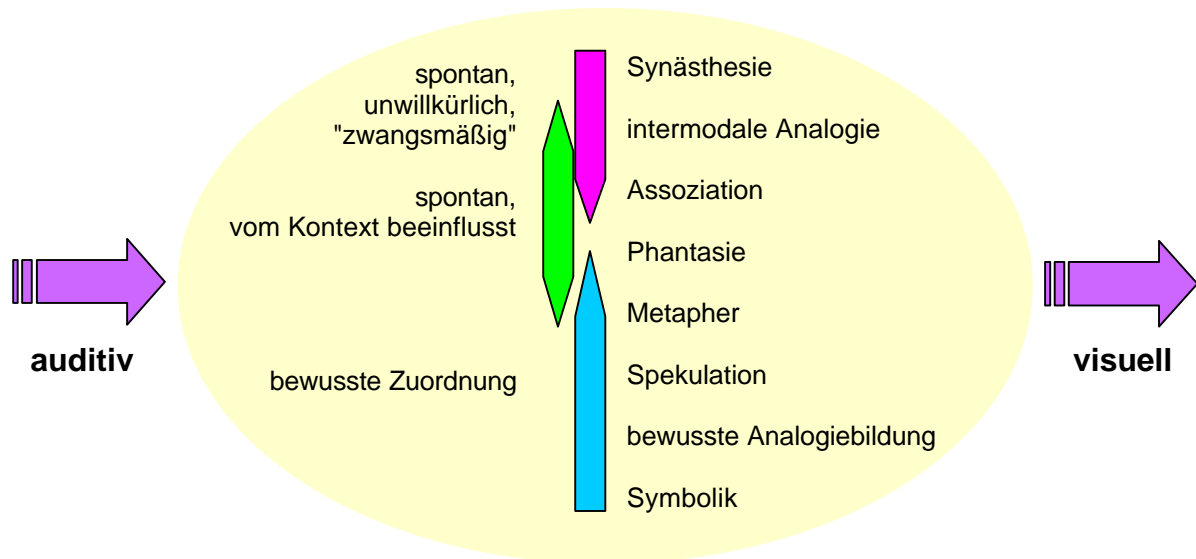 spontan,
unwillkürlich,
"zwangsmäßig"
spontan,
vom Kontext beeinflusst
bewusste Zuordnung
Synästhesie
intermodale Analogie
Assoziation
Phantasie
Metapher
Spekulation
bewusste Analogiebildung
Symbolik
auditiv
visuell